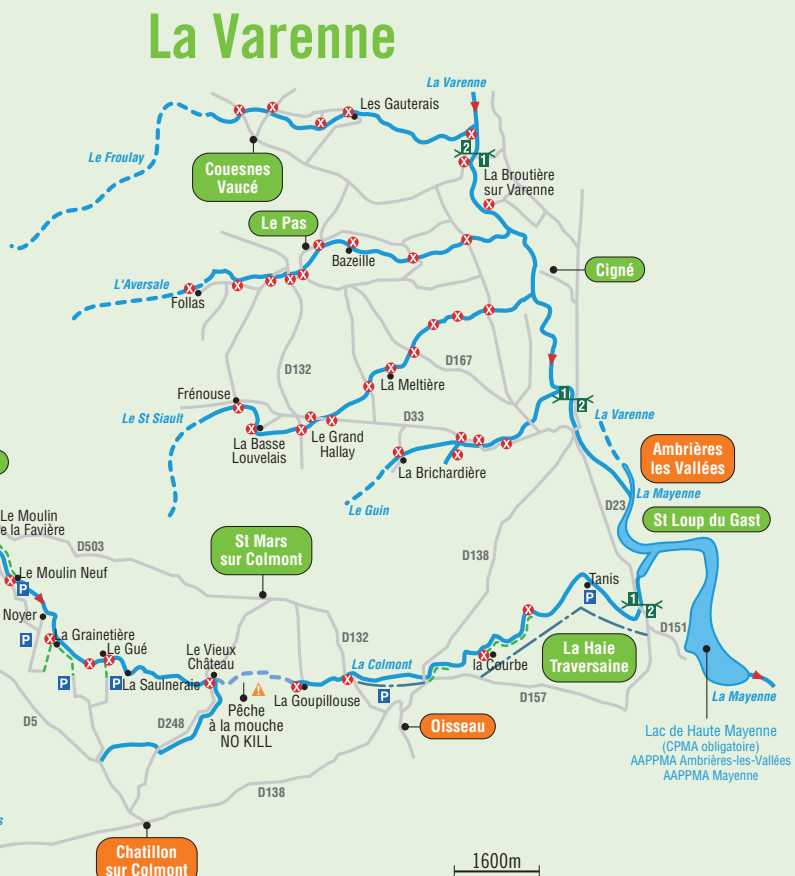 La Varenne
La Varenne
Les Gauterais
Le Froulay
2
1
Couesnes
Vaucé
La Broutière
sur Varenne
Le Pas
Bazeille
Cigné
L'Aversale
Follas
D132
D167
La Meltière
Frénouse
Le St Siault
D33
1
2
La Varenne
La Basse
Louvelais
Le Grand
Hallay
Ambrières
les Vallées
La Brichardière
La Mayenne
Le Guin
D23
St Loup du Gast
Le Moulin
e la Favière
D503
St Mars
sur Colmont
D138
Le Moulin Neuf
P
Tanis
P
1
2
Noyer
La Grainetière
P
Le Gué
D132
D151
Le Vieux
Château
La Colmont
la Courbe
La Haie
Traversaine
P
P
La Saulneraie
La Goupillouse
P
D157
La Mayenne
Pêche
à la mouche
NO KILL
D5
D248
Oisseau
Lac de Haute Mayenne
(CPMA obligatoire)
AAPPMA Ambrières-les-Vallées
AAPPMA Mayenne
D138
s
Chatillon
sur Colmont
1600m